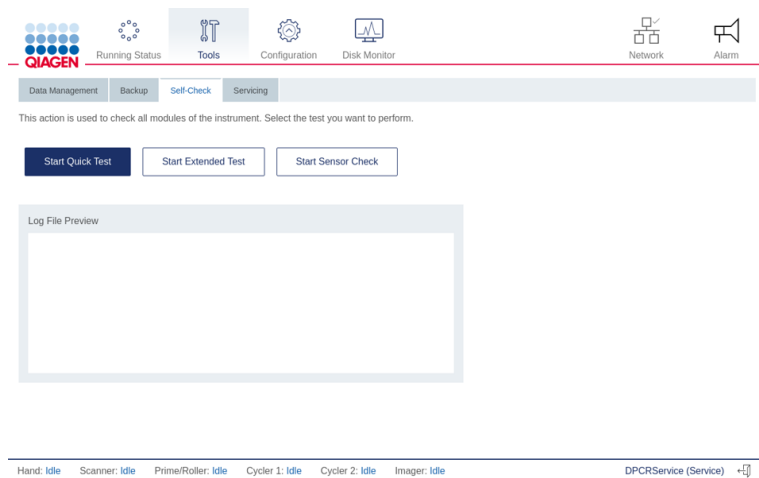 QIAGEN
Running Status
Tools
Configuration
Disk Monitor
Network
Alarm
Data Management
Backup
Self-Check
Servicing
This action is used to check all modules of the instrument. Select the test you want to perform.
Start Quick Test
Start Extended Test
Start Sensor Check
Log File Preview
Hand: Idle
Scanner: Idle
Prime/Roller: Idle
Cycler 1: Idle
Cycler 2: Idle
Imager: Idle
DPCRService (Service)